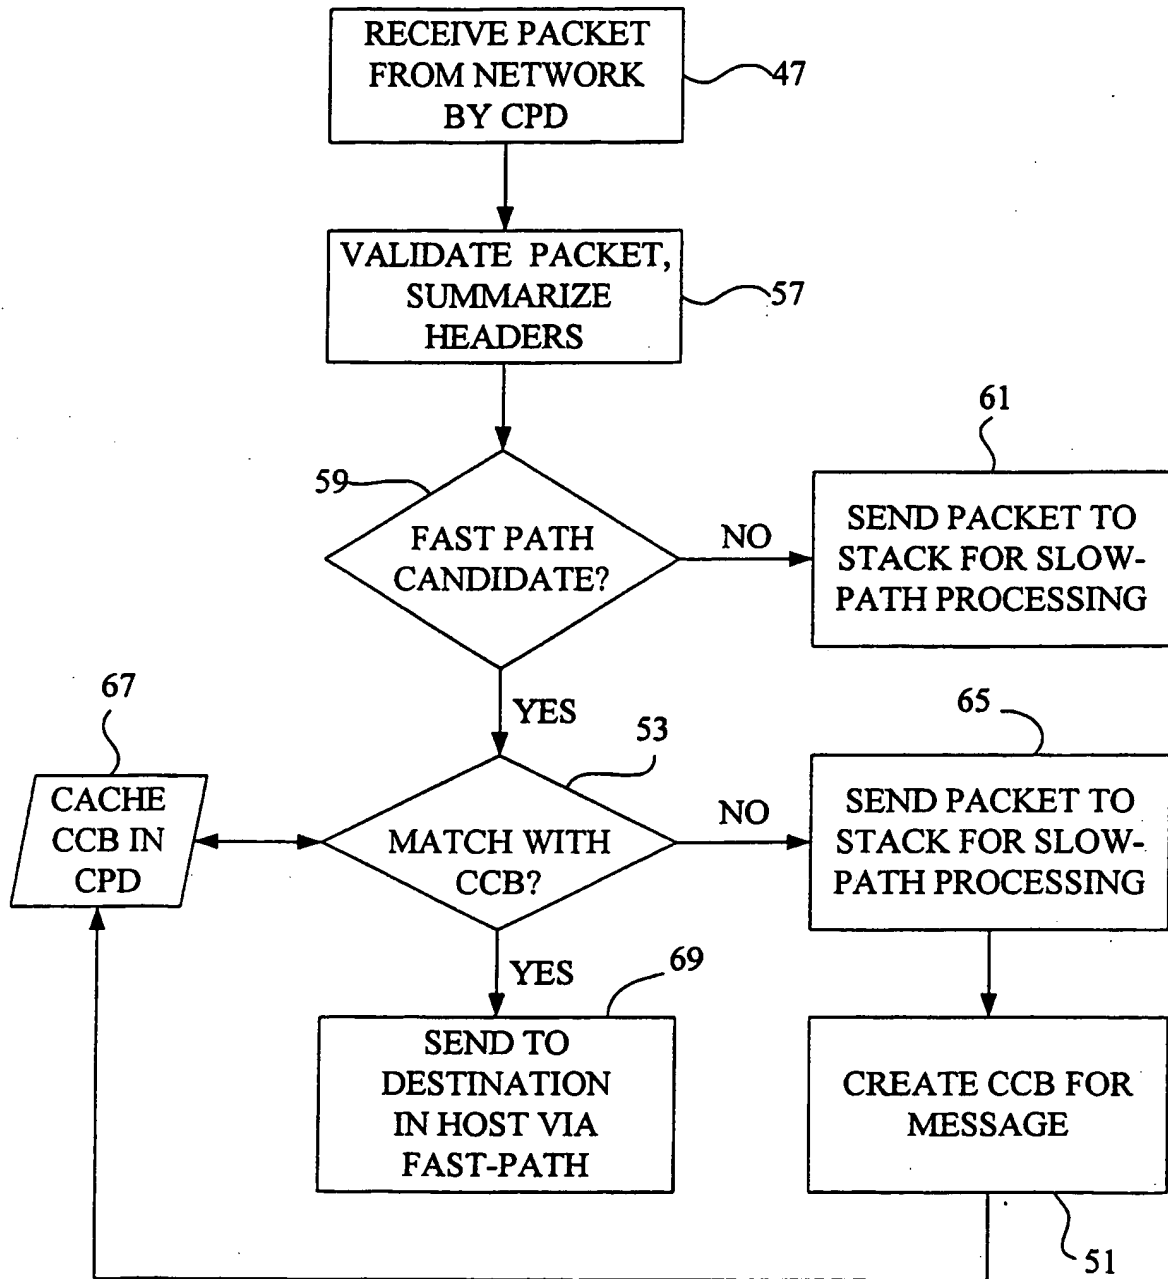 RECEIVE PACKET
FROM NETWORK
BY CPD
47
VALIDATE PACKET,
SUMMARIZE
HEADERS
57
59
FAST PATH
CANDIDATE?
NO
61
SEND PACKET TO
STACK FOR SLOW-
PATH PROCESSING
YES
67
CACHE
CCB IN
CPD
53
MATCH WITH
CCB?
NO
65
SEND PACKET TO
STACK FOR SLOW-
PATH PROCESSING
YES
69
SEND TO
DESTINATION
IN HOST VIA
FAST-PATH
CREATE CCB FOR
MESSAGE
51